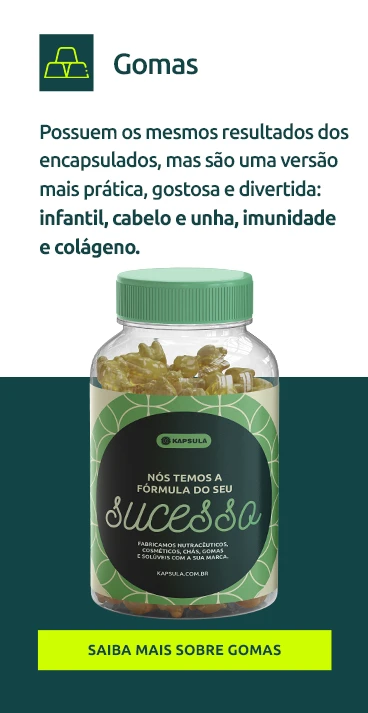 Gomas
Possuem os mesmos resultados dos
encapsulados, mas são uma versão
mais prática, gostosa e divertida:
infantil, cabelo e unha, imunidade
e colágeno.
KAPSULA
NÓS TEMOS A
FÓRMULA DO SEU
sucesso
FABRICAMOS NUTRACÊUTICOS,
COSMÉTICOS, CHÁS, GOMAS
E SOLÚVEIS COM A SUA MARCA.
KAPSULA.COM.BR
SAIBA MAIS SOBRE GOMAS